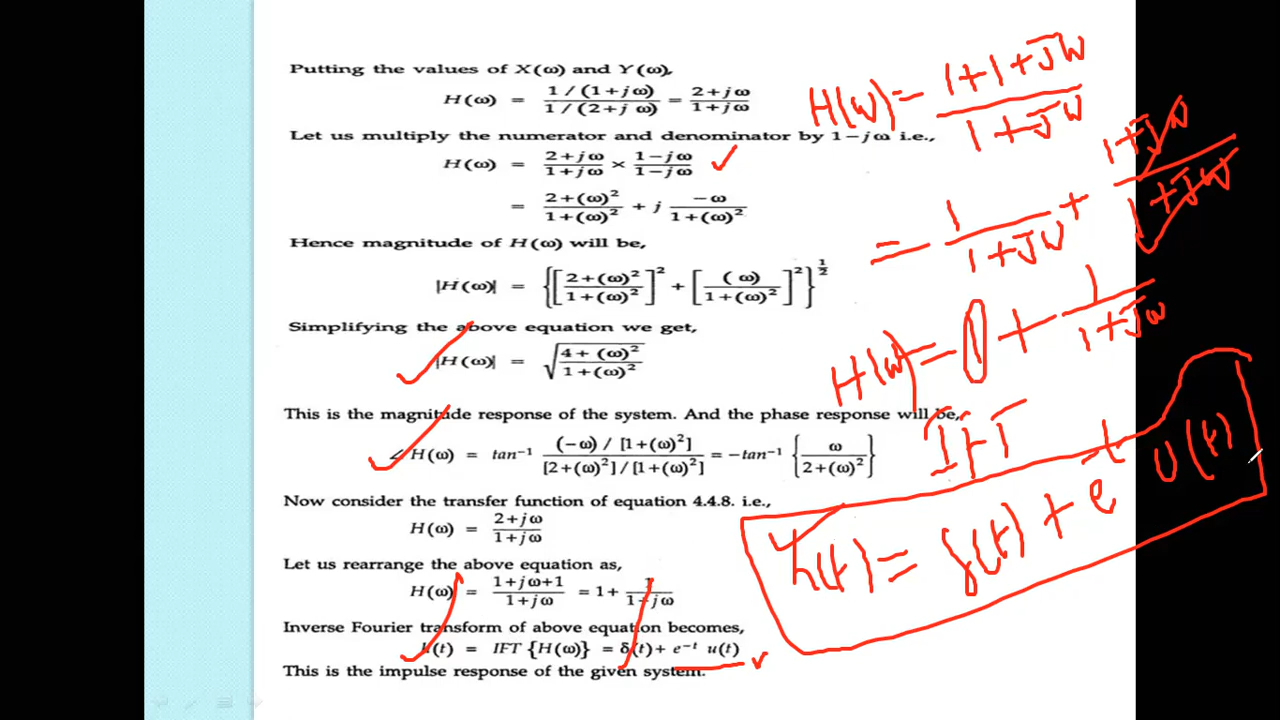 Putting the values of X(ω) and Y(ω),
H(ω) = 1 / (1+j ω) / 1 / (2+j ω) = 2+jω / 1+jω
Let us multiply the numerator and denominator by 1−jω i.e.,
H(ω) = 2+jω / 1+jω × 1−jω / 1−jω
= 2+(ω)² / 1+(ω)² + j −ω / 1+(ω)²
Hence magnitude of H(ω) will be,
|H(ω)| = {[2+(ω)² / 1+(ω)²]² + [(ω) / 1+(ω)²]²}^½
Simplifying the above equation we get,
|H(ω)| = √(4 + (ω)² / 1+(ω)²)
This is the magnitude response of the system. And the phase response will be,
∠ H(ω) = tan⁻¹ (−ω) / [1+(ω)²] / [2+(ω)²] / [1+(ω)²] = −tan⁻¹ {ω / 2+(ω)²}
Now consider the transfer function of equation 4.4.8. i.e.,
H(ω) = 2+jω / 1+jω
Let us rearrange the above equation as,
H(ω) = 1+jω+1 / 1+jω = 1+ 1 / 1+jω
Inverse Fourier transform of above equation becomes,
h(t) = IFT {H(ω)} = δ(t)+ e⁻ᵗ u(t)
This is the impulse response of the given system.
H(ω) = 1+1+Jω / 1+Jω
= 1 / 1+Jω + 1+Jω / 1+Jω
H(ω) = 1 + 1 / 1+Jω
IFT
h(t) = δ(t) + e⁻ᵗ u(t)